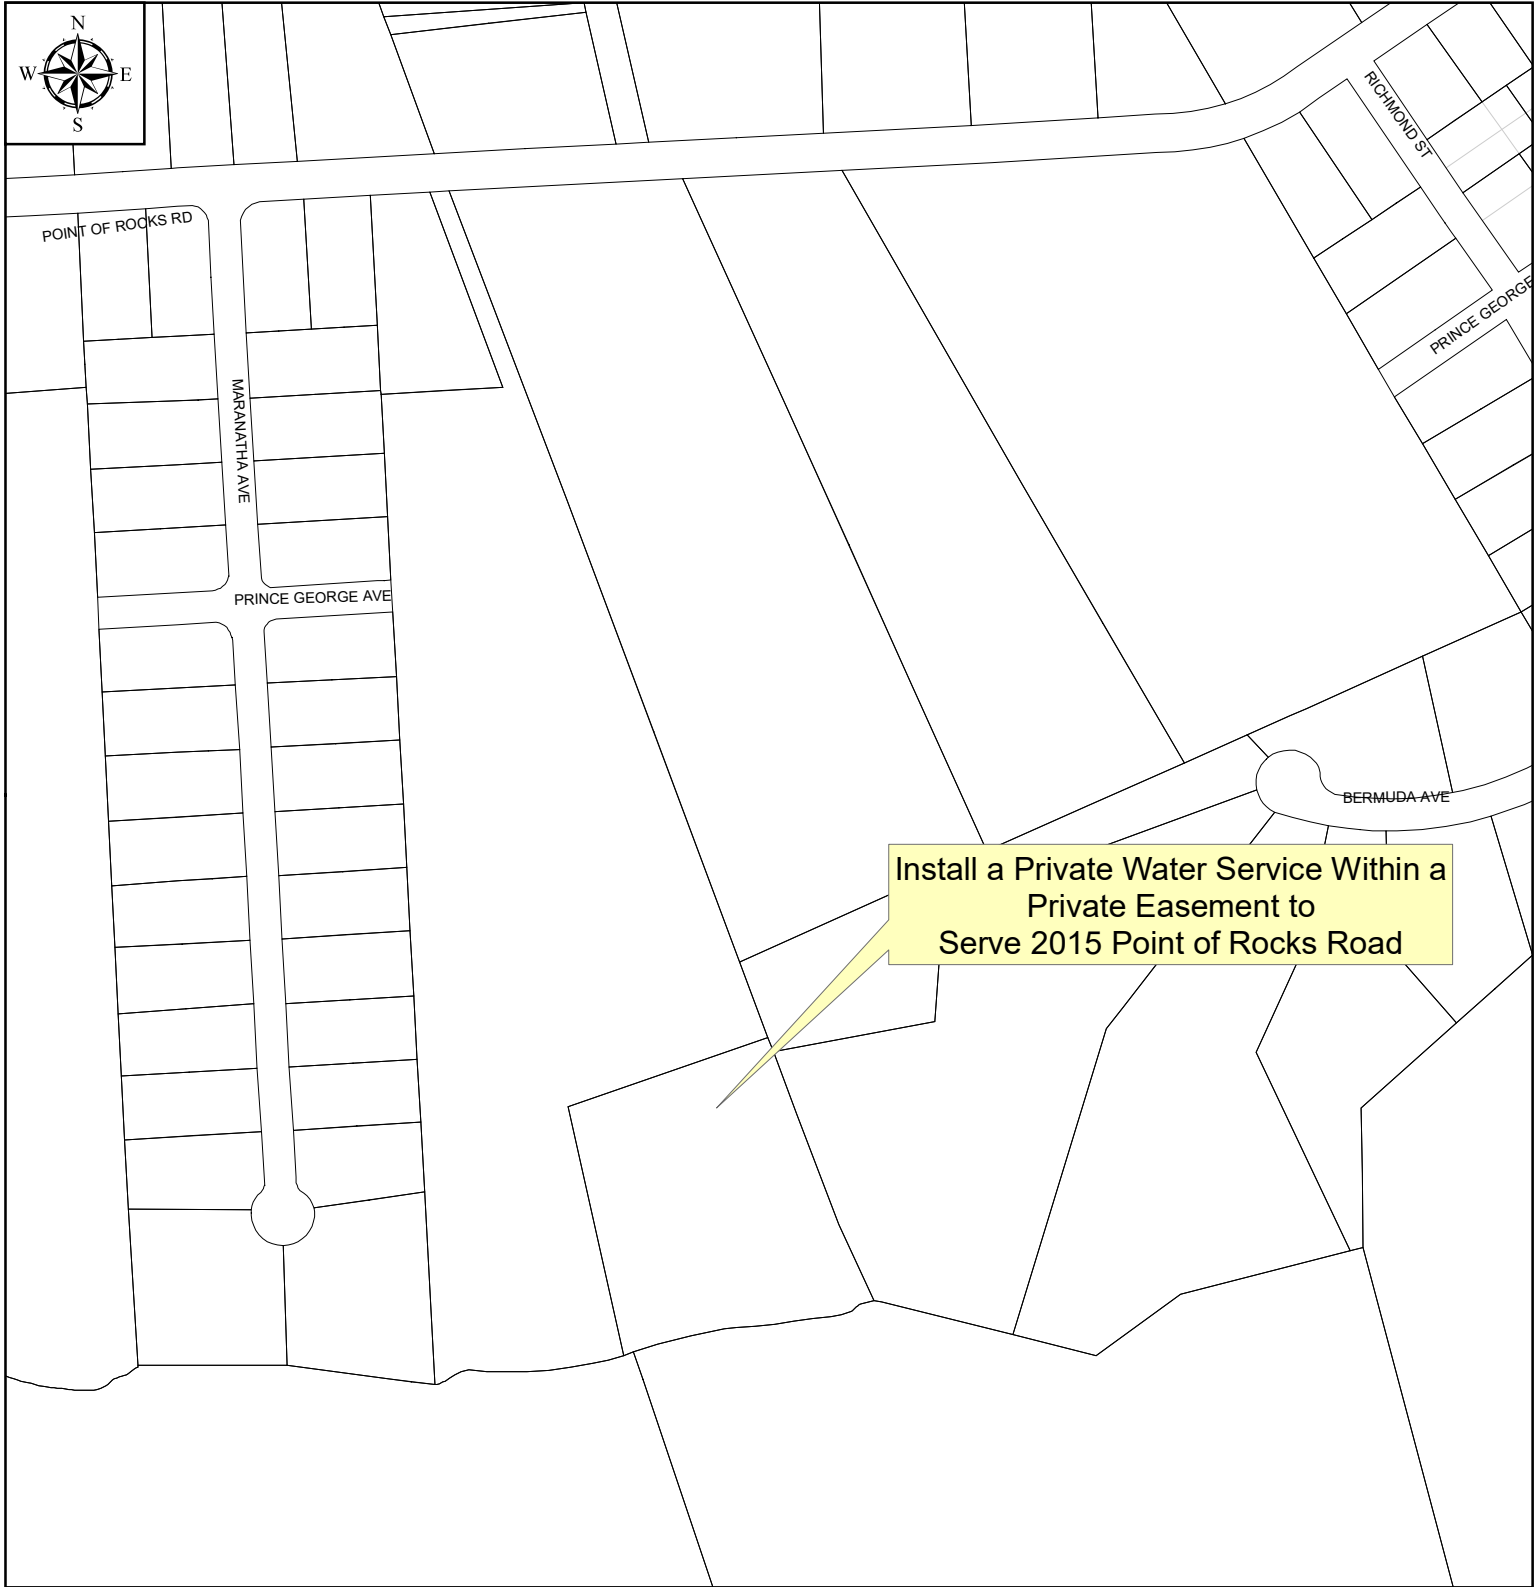 N
W E
S
RICHMOND ST
POINT OF ROCKS RD
PRINCE GEORGE
MARANATHA AVE
PRINCE GEORGE AVE
BERMUDA AVE
Install a Private Water Service Within a
Private Easement to
Serve 2015 Point of Rocks Road